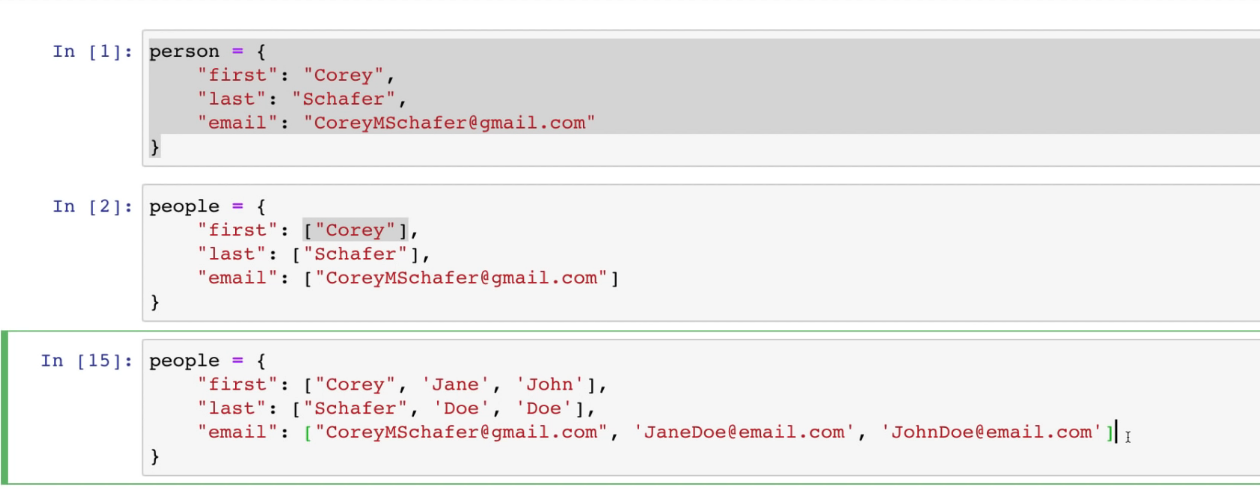 In [1]: person = {
    "first": "Corey",
    "last": "Schafer",
    "email": "CoreyMSchafer@gmail.com"
}
In [2]: people = {
    "first": ["Corey"],
    "last": ["Schafer"],
    "email": ["CoreyMSchafer@gmail.com"]
}
In [15]: people = {
    "first": ["Corey", 'Jane', 'John'],
    "last": ["Schafer", 'Doe', 'Doe'],
    "email": ["CoreyMSchafer@gmail.com", 'JaneDoe@email.com', 'JohnDoe@email.com']
}